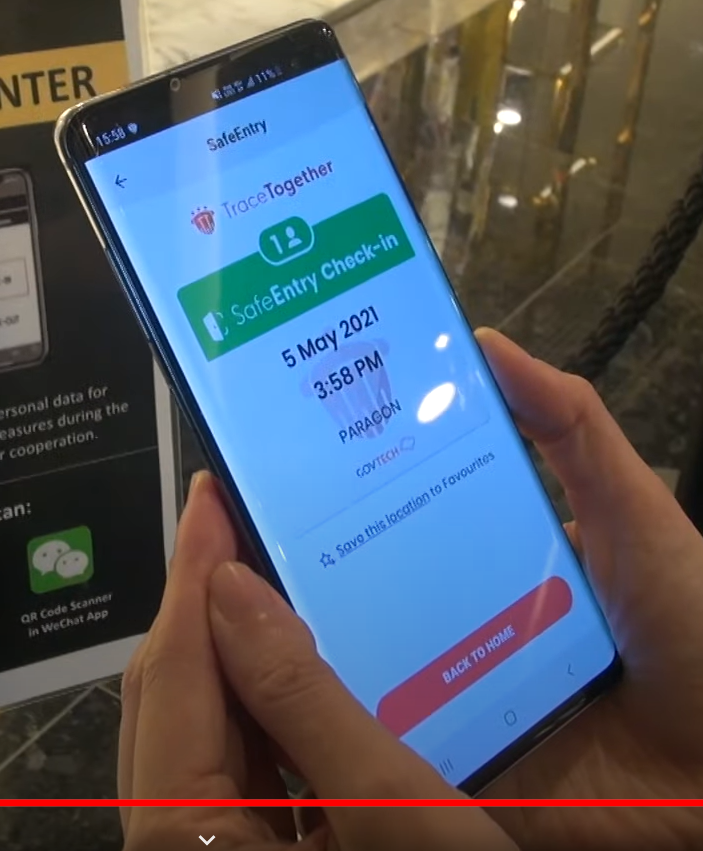 NTER
15:58
11%
SafeEntry
TraceTogether
1
SafeEntry Check-in
5 May 2021
3:58 PM
PARAGON
GOVTECH
Save this location to Favourites
BACK TO HOME
ersonal data for
easures during the
r cooperation.
can:
QR Code Scanner
in WeChat App